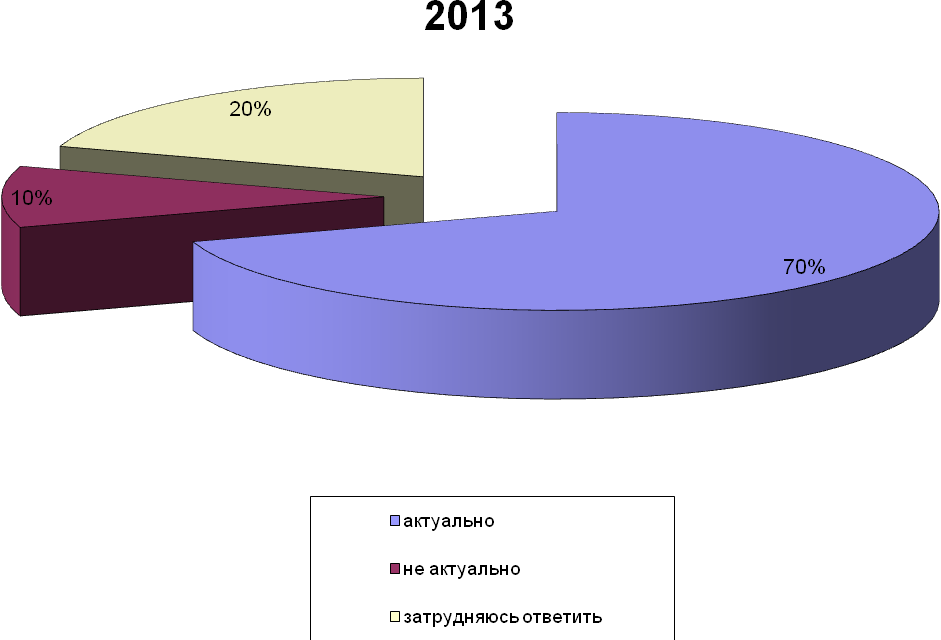 2013
20%
10%
70%
актуально
не актуально
затрудняюсь ответить